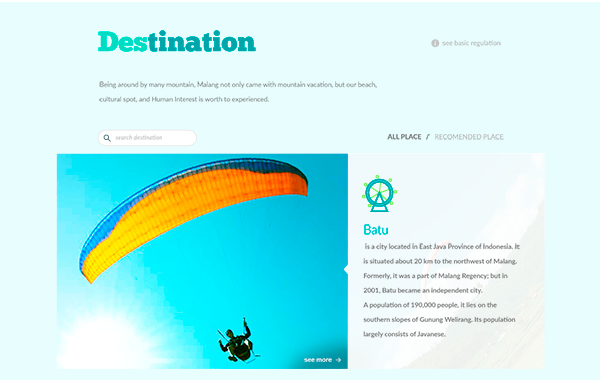 Destination
see basic regulation
Being around by many mountain, Malang not only came with mountain vacation, but our beach,
cultural spot, and Human Interest is worth to experienced.
search destination
ALL PLACE / RECOMENDED PLACE
Batu
is a city located in East Java Province of Indonesia. It
is situated about 20 km to the northwest of Malang.
Formerly, it was a part of Malang Regency; but in
2001, Batu became an independent city.
A population of 190,000 people, it lies on the
southern slopes of Gunung Welirang. Its population
largely consists of Javanese.
see more